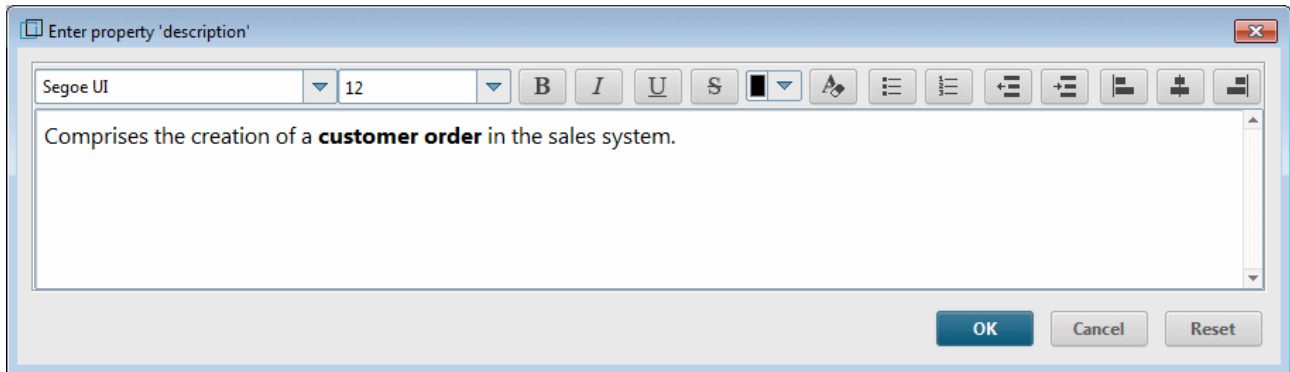 Enter property 'description'
Segoe UI 12 B I U S A
Comprises the creation of a customer order in the sales system.
OK Cancel Reset